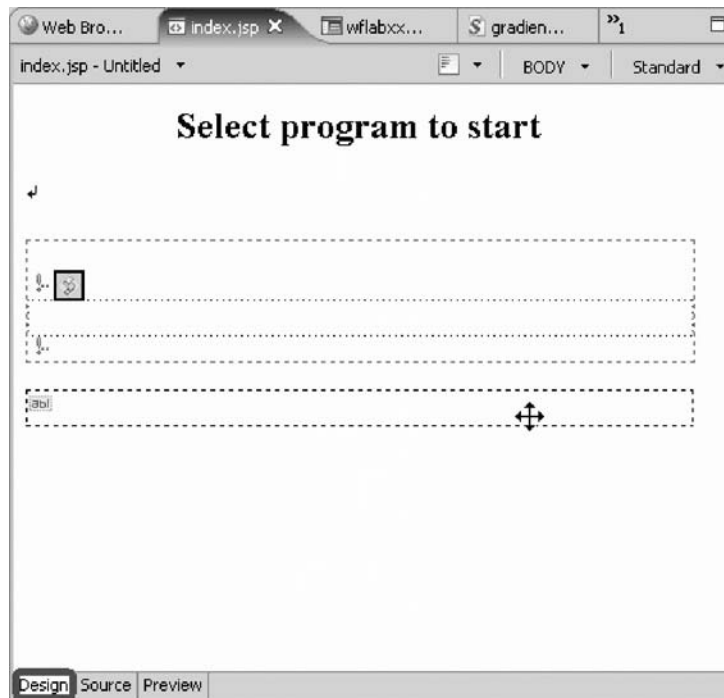 Web Bro... index.jsp wflabxx... gradien... »1
index.jsp - Untitled BODY Standard
Select program to start
abl
Design Source Preview